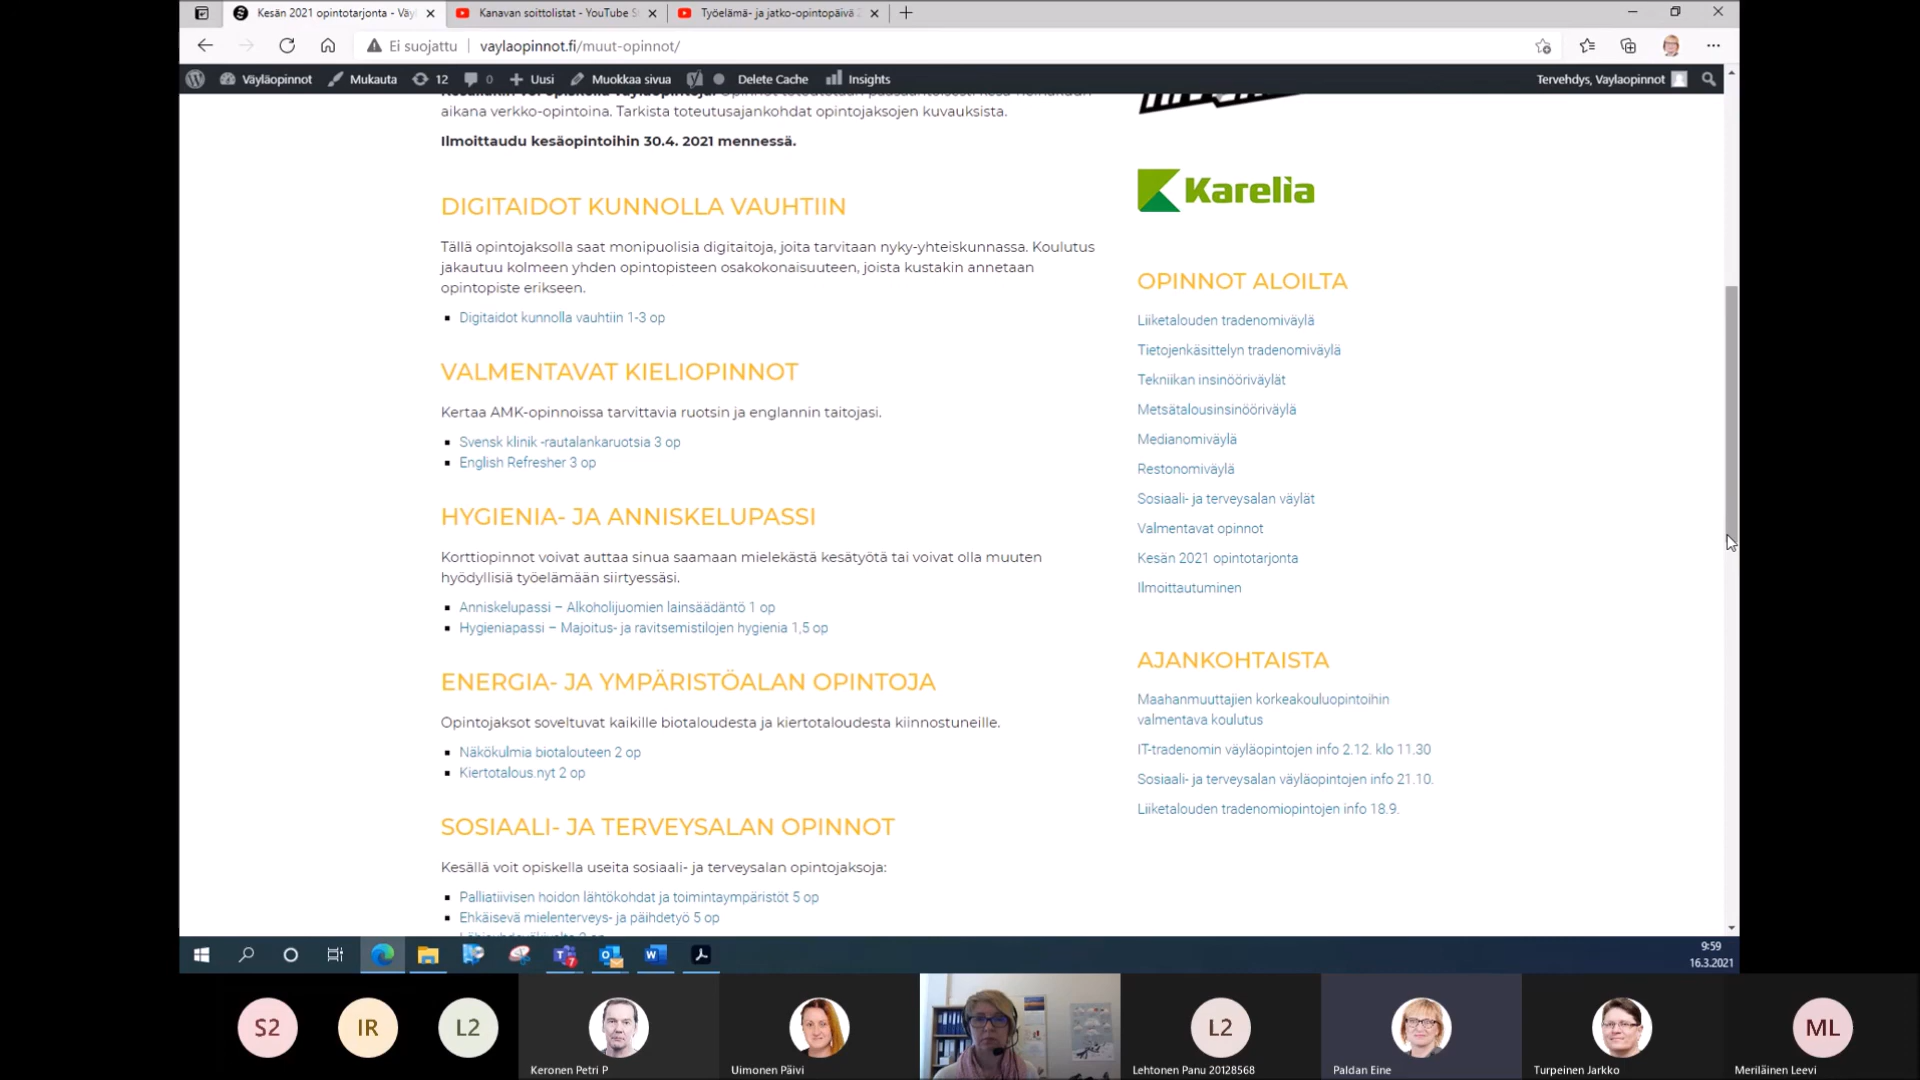 Kesän 2021 opintotarjonta - Väyl
Kanavan soittolistat - YouTube S
Työelämä- ja jatko-opintopäivä 2
Ei suojattu
vaylaopinnot.fi/muut-opinnot/
Väyläopinnot
Mukauta
12
0
Uusi
Muokkaa sivua
Delete Cache
Insights
Tervehdys, Vaylaopinnot
aikana verkko-opintoina. Tarkista toteutusajankohdat opintojaksojen kuvauksista.
Ilmoittaudu kesäopintoihin 30.4. 2021 mennessä.
DIGITAIDOT KUNNOLLA VAUHTIIN
Tällä opintojaksolla saat monipuolisia digitaitoja, joita tarvitaan nyky-yhteiskunnassa. Koulutus
jakautuu kolmeen yhden opintopisteen osakokonaisuuteen, joista kustakin annetaan
opintopiste erikseen.
Digitaidot kunnolla vauhtiin 1-3 op
VALMENTAVAT KIELIOPINNOT
Kertaa AMK-opinnoissa tarvittavia ruotsin ja englannin taitojasi.
Svensk klinik -rautalankaruotsia 3 op
English Refresher 3 op
HYGIENIA- JA ANNISKELUPASSI
Korttiopinnot voivat auttaa sinua saamaan mielekästä kesätyötä tai voivat olla muuten
hyödyllisiä työelämään siirtyessäsi.
Anniskelupassi – Alkoholijuomien lainsäädäntö 1 op
Hygieniapassi – Majoitus- ja ravitsemistilojen hygienia 1,5 op
ENERGIA- JA YMPÄRISTÖALAN OPINTOJA
Opintojaksot soveltuvat kaikille biotaloudesta ja kiertotaloudesta kiinnostuneille.
Näkökulmia biotalouteen 2 op
Kiertotalous.nyt 2 op
SOSIAALI- JA TERVEYSALAN OPINNOT
Kesällä voit opiskella useita sosiaali- ja terveysalan opintojaksoja:
Palliatiivisen hoidon lähtökohdat ja toimintaympäristöt 5 op
Ehkäisevä mielenterveys- ja päihdetyö 5 op
Karelia
OPINNOT ALOILTA
Liiketalouden tradenomiväylä
Tietojenkäsittelyn tradenomiväylä
Tekniikan insinööriväylät
Metsätalousinsinööriväylä
Medianomiväylä
Restonomiväylä
Sosiaali- ja terveysalan väylät
Valmentavat opinnot
Kesän 2021 opintotarjonta
Ilmoittautuminen
AJANKOHTAISTA
Maahanmuuttajien korkeakouluopintoihin
valmentava koulutus
IT-tradenomin väyläopintojen info 2.12. klo 11.30
Sosiaali- ja terveysalan väyläopintojen info 21.10.
Liiketalouden tradenomiopintojen info 18.9.
9:59
16.3.2021
S2
IR
L2
Keronen Petri P
Uimonen Päivi
L2
Lehtonen Panu 20128568
Paldan Eine
Turpeinen Jarkko
ML
Meriläinen Leevi